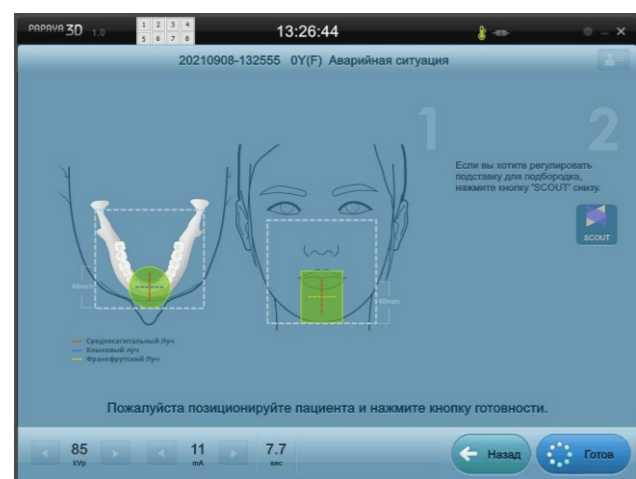 PAPAYA 3D 1.0
1 2 3 4
5 6 7 8
13:26:44
20210908-132555 0Y(F) Аварийная ситуация
1
2
Если вы хотите регулировать
подставку для подбородка,
нажмите кнопку 'SCOUT' снизу.
SCOUT
Среднесагитальный Луч
Клыковый луч
Франкфрутский Луч
Пожалуйста позиционируйте пациента и нажмите кнопку готовности.
85
kVp
11
mA
7.7
sec
Назад
Готов